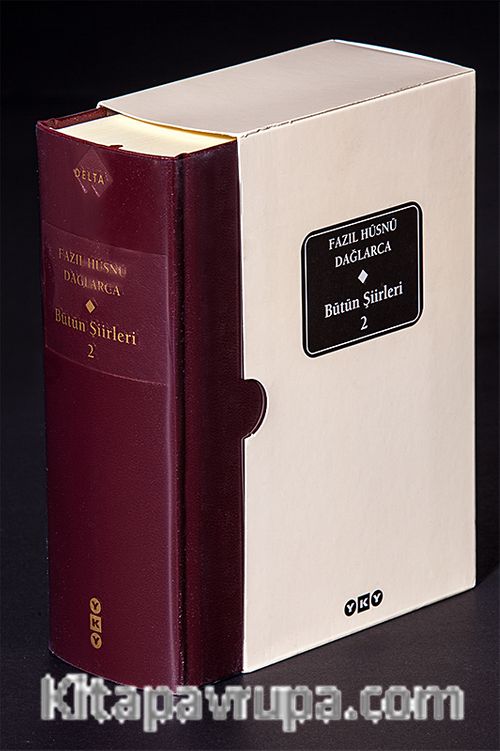 DELTA
FAZIL HÜSNÜ
DAĞLARCA
Bütün Şiirleri
2
YKY
FAZIL HÜSNÜ
DAĞLARCA
Bütün Şiirleri
2
YKY
kitapavrupa.com